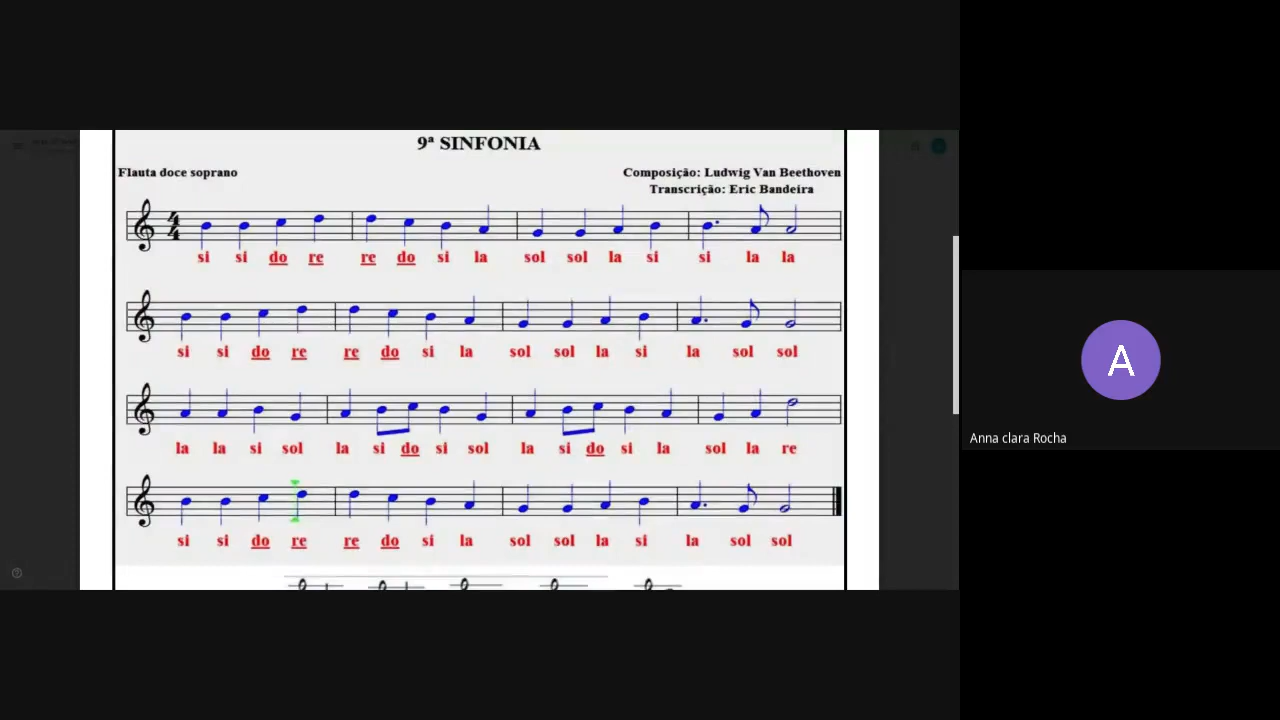 9ª SINFONIA
Flauta doce soprano
Composição: Ludwig Van Beethoven
Transcrição: Eric Bandeira
4
4
si si do re re do si la sol sol la si si la la
si si do re re do si la sol sol la si la sol sol
la la si sol la si do si sol la si do si la sol la re
si si do re re do si la sol sol la si la sol sol
A
Anna clara Rocha